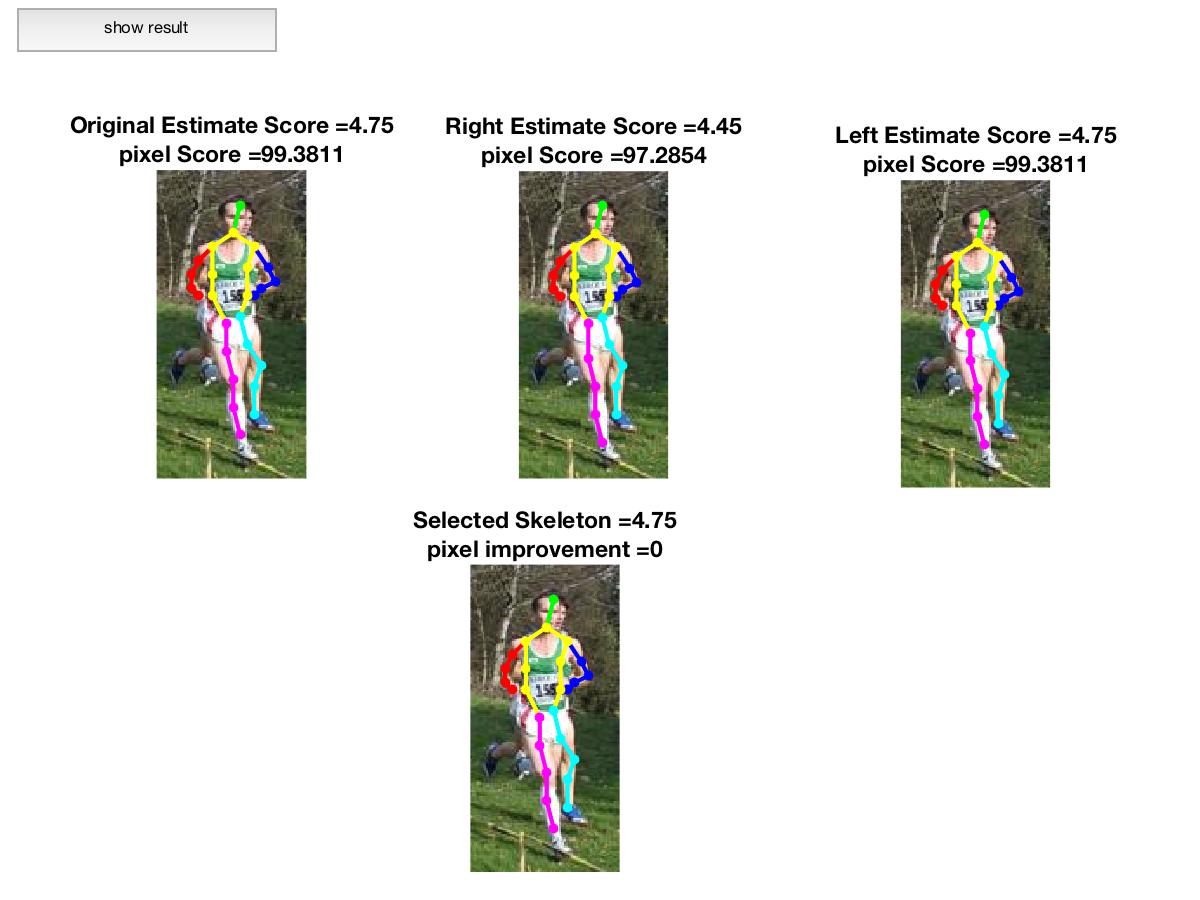 show result
Original Estimate Score =4.75
pixel Score =99.3811
Right Estimate Score =4.45
pixel Score =97.2854
Left Estimate Score =4.75
pixel Score =99.3811
Selected Skeleton =4.75
pixel improvement =0